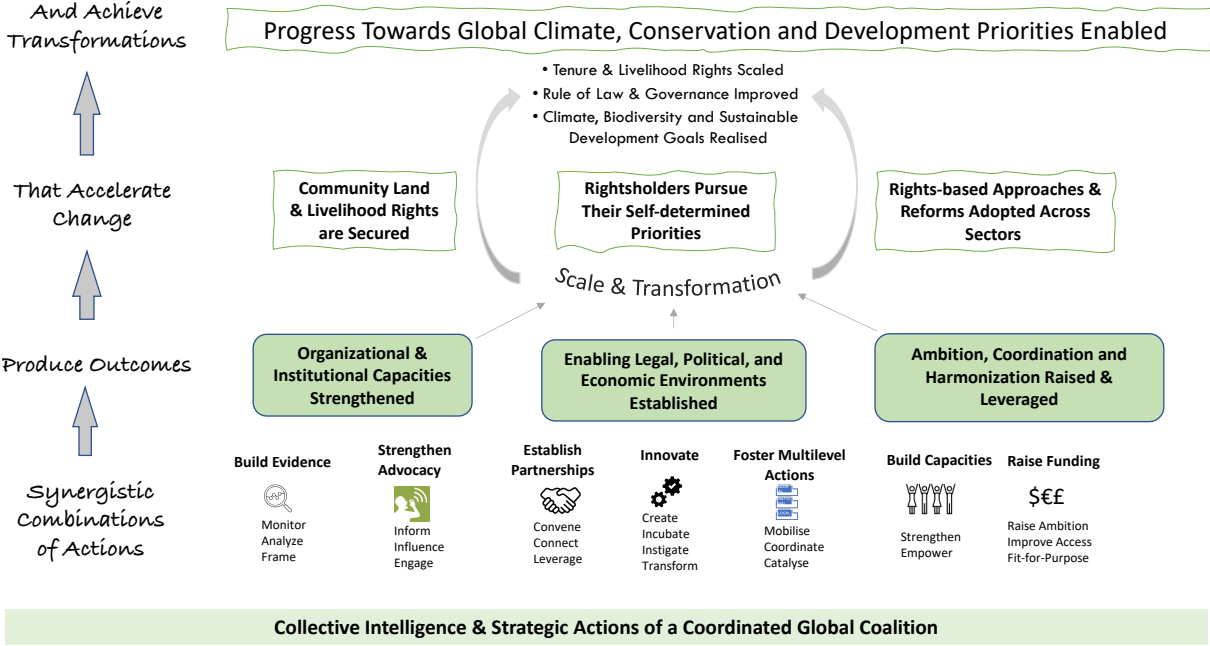 And Achieve
Transformations
Progress Towards Global Climate, Conservation and Development Priorities Enabled
• Tenure & Livelihood Rights Scaled
• Rule of Law & Governance Improved
• Climate, Biodiversity and Sustainable
Development Goals Realised
That Accelerate
Change
Community Land
& Livelihood Rights
are Secured
Rightsholders Pursue
Their Self-determined
Priorities
Rights-based Approaches &
Reforms Adopted Across
Sectors
Scale & Transformation
Produce Outcomes
Organizational &
Institutional Capacities
Strengthened
Enabling Legal, Political, and
Economic Environments
Established
Ambition, Coordination and
Harmonization Raised &
Leveraged
Synergistic
Combinations
of Actions
Build Evidence
Monitor
Analyze
Frame
Strengthen
Advocacy
Inform
Influence
Engage
Establish
Partnerships
Convene
Connect
Leverage
Innovate
Create
Incubate
Instigate
Transform
Foster Multilevel
Actions
Mobilise
Coordinate
Catalyse
Build Capacities
Strengthen
Empower
Raise Funding
$€£
Raise Ambition
Improve Access
Fit-for-Purpose
Collective Intelligence & Strategic Actions of a Coordinated Global Coalition